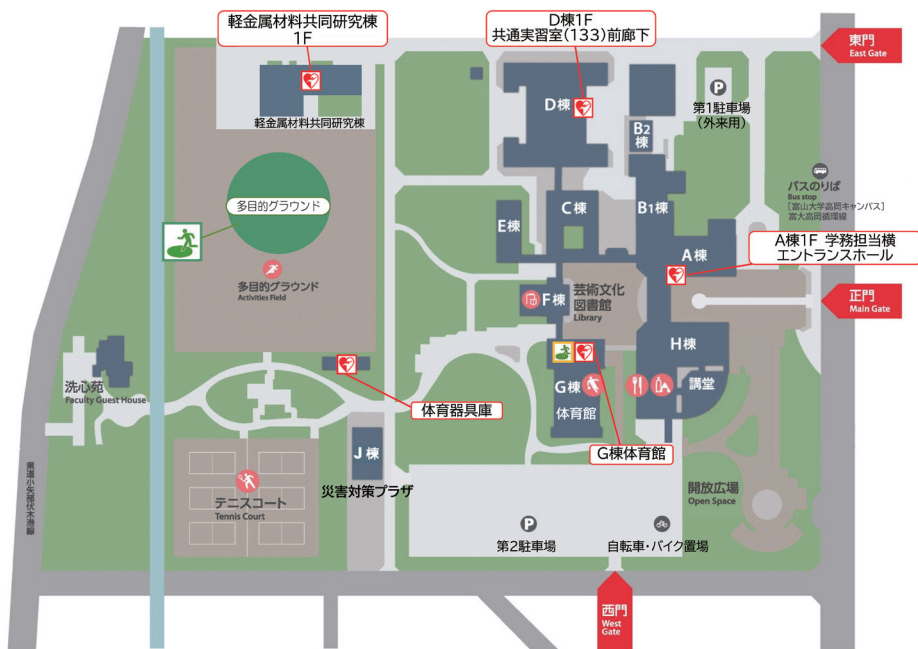 軽金属材料共同研究棟
1F
D棟1F
共通実習室(133)前廊下
東門
East Gate
軽金属材料共同研究棟
D棟
P
第1駐車場
(外来用)
B2
棟
多目的グラウンド
C棟
B1棟
E棟
バスのりば
Bus stop
[富山大学高岡キャンパス]
富大高岡循環線
A棟
A棟1F 学務担当横
エントランスホール
多目的グラウンド
Activities Field
F棟
芸術文化
図書館
Library
正門
Main Gate
H棟
洗心苑
Faculty Guest House
G棟
体育館
講堂
体育器具庫
G棟体育館
J棟
災害対策プラザ
県道小矢部伏木港線
テニスコート
Tennis Court
開放広場
Open Space
P
第2駐車場
自転車・バイク置場
西門
West
Gate